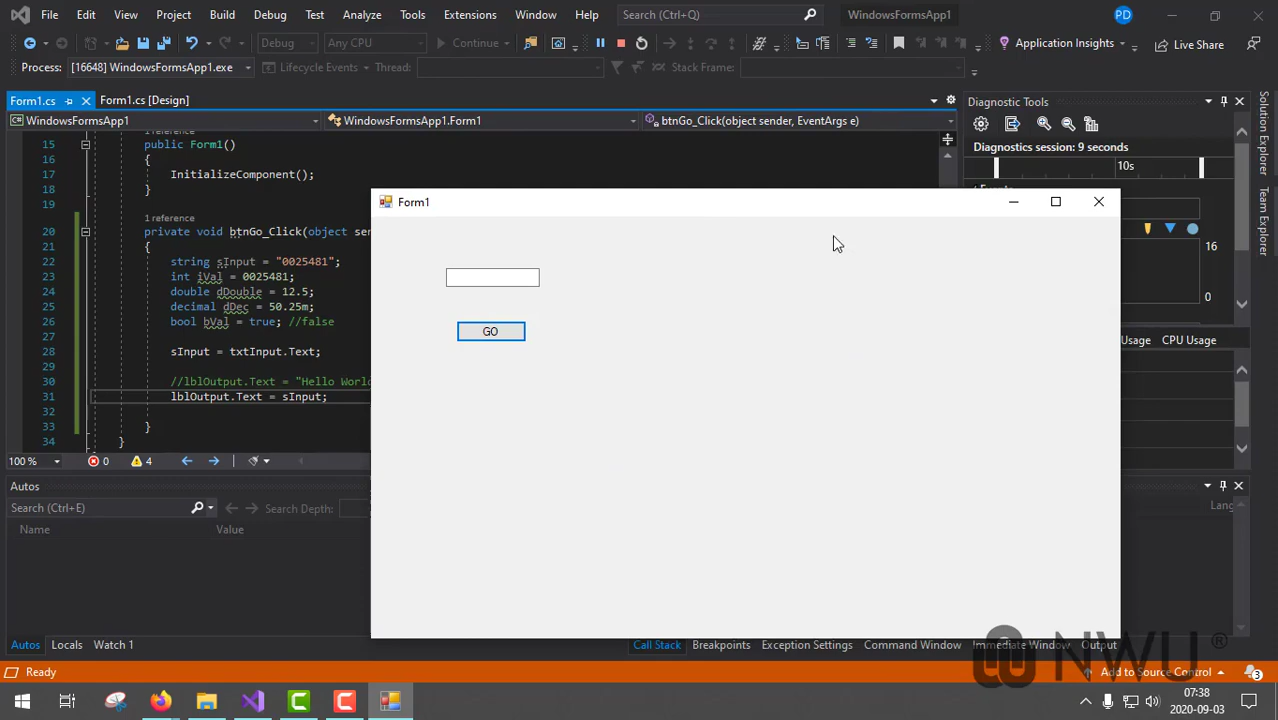 File Edit View Project Build Debug Test Analyze Tools Extensions Window Help Search (Ctrl+Q) WindowsFormsApp1 PD
Debug Any CPU Continue Application Insights Live Share
Process: [16648] WindowsFormsApp1.exe Lifecycle Events Thread: Stack Frame:
Form1.cs Form1.cs [Design]
WindowsFormsApp1 WindowsFormsApp1.Form1 btnGo_Click(object sender, EventArgs e)
1 reference
15 public Form1()
16 {
17 InitializeComponent();
18 }
19
1 reference
20 private void btnGo_Click(object
21 {
22 string sInput = "0025481";
23 int iVal = 0025481;
24 double dDouble = 12.5;
25 decimal dDec = 50.25m;
26 bool bVal = true; //false
27
28 sInput = txtInput.Text;
30 //lblOutput.Text = "Hello World
31 lblOutput.Text = sInput;
32
33 }
34 }
100 % 0 4
Form1
GO
Diagnostic Tools
Diagnostics session: 9 seconds
10s
16
0
Usage CPU Usage
Solution Explorer
Team Explorer
Autos
Search (Ctrl+E) Search Depth:
Name Value
Lang
Autos Locals Watch 1
Call Stack Breakpoints Exception Settings Command Window Immediate Window Output
NWU ®
Ready Add to Source Control 3
07:38
2020-09-03
3